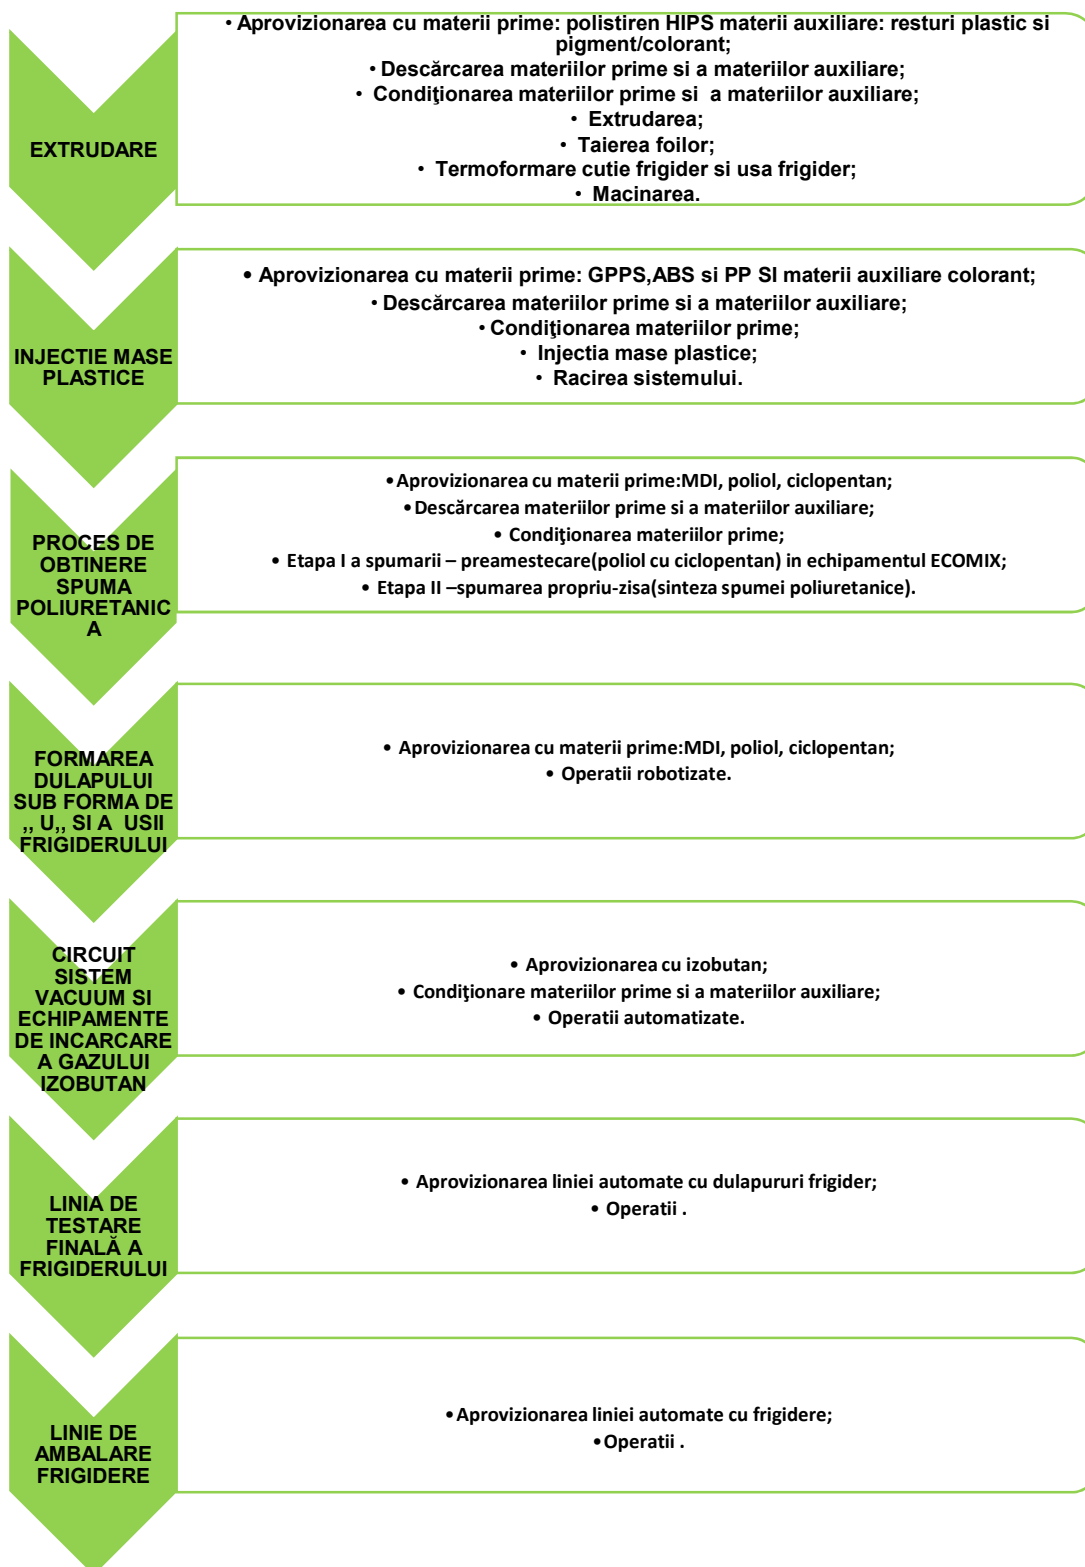 EXTRUDARE
• Aprovizionarea cu materii prime: polistiren HIPS materii auxiliare: resturi plastic si
pigment/colorant;
• Descărcarea materiilor prime si a materiilor auxiliare;
• Condiţionarea materiilor prime si a materiilor auxiliare;
• Extrudarea;
• Taierea foilor;
• Termoformare cutie frigider si usa frigider;
• Macinarea.
INJECTIE MASE
PLASTICE
• Aprovizionarea cu materii prime: GPPS,ABS si PP SI materii auxiliare colorant;
• Descărcarea materiilor prime si a materiilor auxiliare;
• Condiţionarea materiilor prime;
• Injectia mase plastice;
• Racirea sistemului.
PROCES DE
OBTINERE
SPUMA
POLIURETANIC
A
• Aprovizionarea cu materii prime:MDI, poliol, ciclopentan;
• Descărcarea materiilor prime si a materiilor auxiliare;
• Condiţionarea materiilor prime;
• Etapa I a spumarii – preamestecare(poliol cu ciclopentan) in echipamentul ECOMIX;
• Etapa II –spumarea propriu-zisa(sinteza spumei poliuretanice).
FORMAREA
DULAPULUI
SUB FORMA DE
,, U,, SI A USII
FRIGIDERULUI
• Aprovizionarea cu materii prime:MDI, poliol, ciclopentan;
• Operatii robotizate.
CIRCUIT
SISTEM
VACUUM SI
ECHIPAMENTE
DE INCARCARE
A GAZULUI
IZOBUTAN
• Aprovizionarea cu izobutan;
• Condiţionare materiilor prime si a materiilor auxiliare;
• Operatii automatizate.
LINIA DE
TESTARE
FINALĂ A
FRIGIDERULUI
• Aprovizionarea liniei automate cu dulapururi frigider;
• Operatii .
LINIE DE
AMBALARE
FRIGIDERE
• Aprovizionarea liniei automate cu frigidere;
• Operatii .